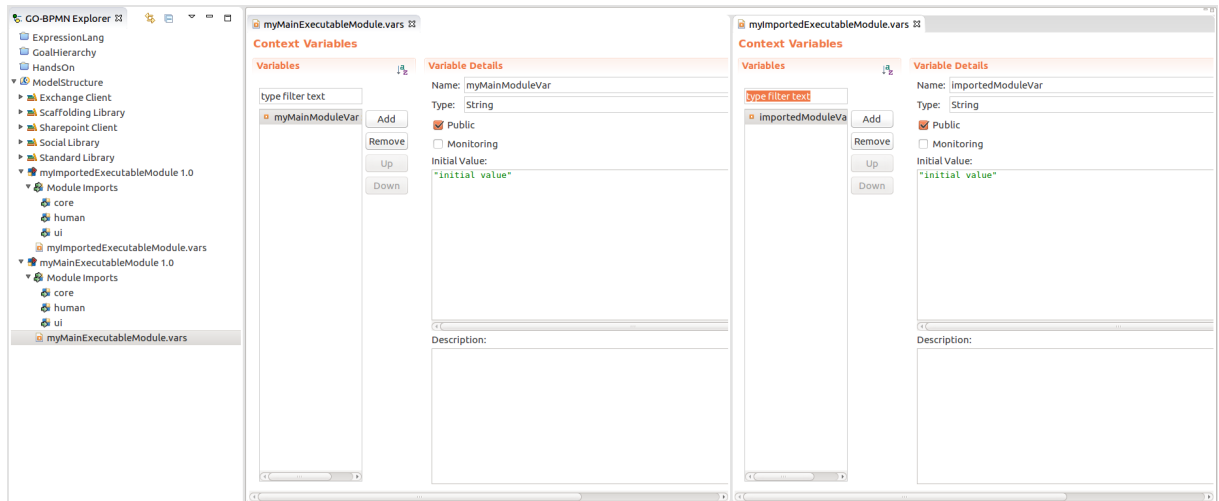 GO-BPMN Explorer
ExpressionLang
GoalHierarchy
HandsOn
ModelStructure
Exchange Client
Scaffolding Library
Sharepoint Client
Social Library
Standard Library
myImportedExecutableModule 1.0
Module Imports
core
human
ui
myImportedExecutableModule.vars
myMainExecutableModule 1.0
Module Imports
core
human
ui
myMainExecutableModule.vars
myMainExecutableModule.vars
Context Variables
Variables
type filter text
myMainModuleVar
Add
Remove
Up
Down
Variable Details
Name: myMainModuleVar
Type: String
Public
Monitoring
Initial Value:
"initial value"
Description:
myImportedExecutableModule.vars
Context Variables
Variables
type filter text
importedModuleVa
Add
Remove
Up
Down
Variable Details
Name: importedModuleVar
Type: String
Public
Monitoring
Initial Value:
"initial value"
Description: